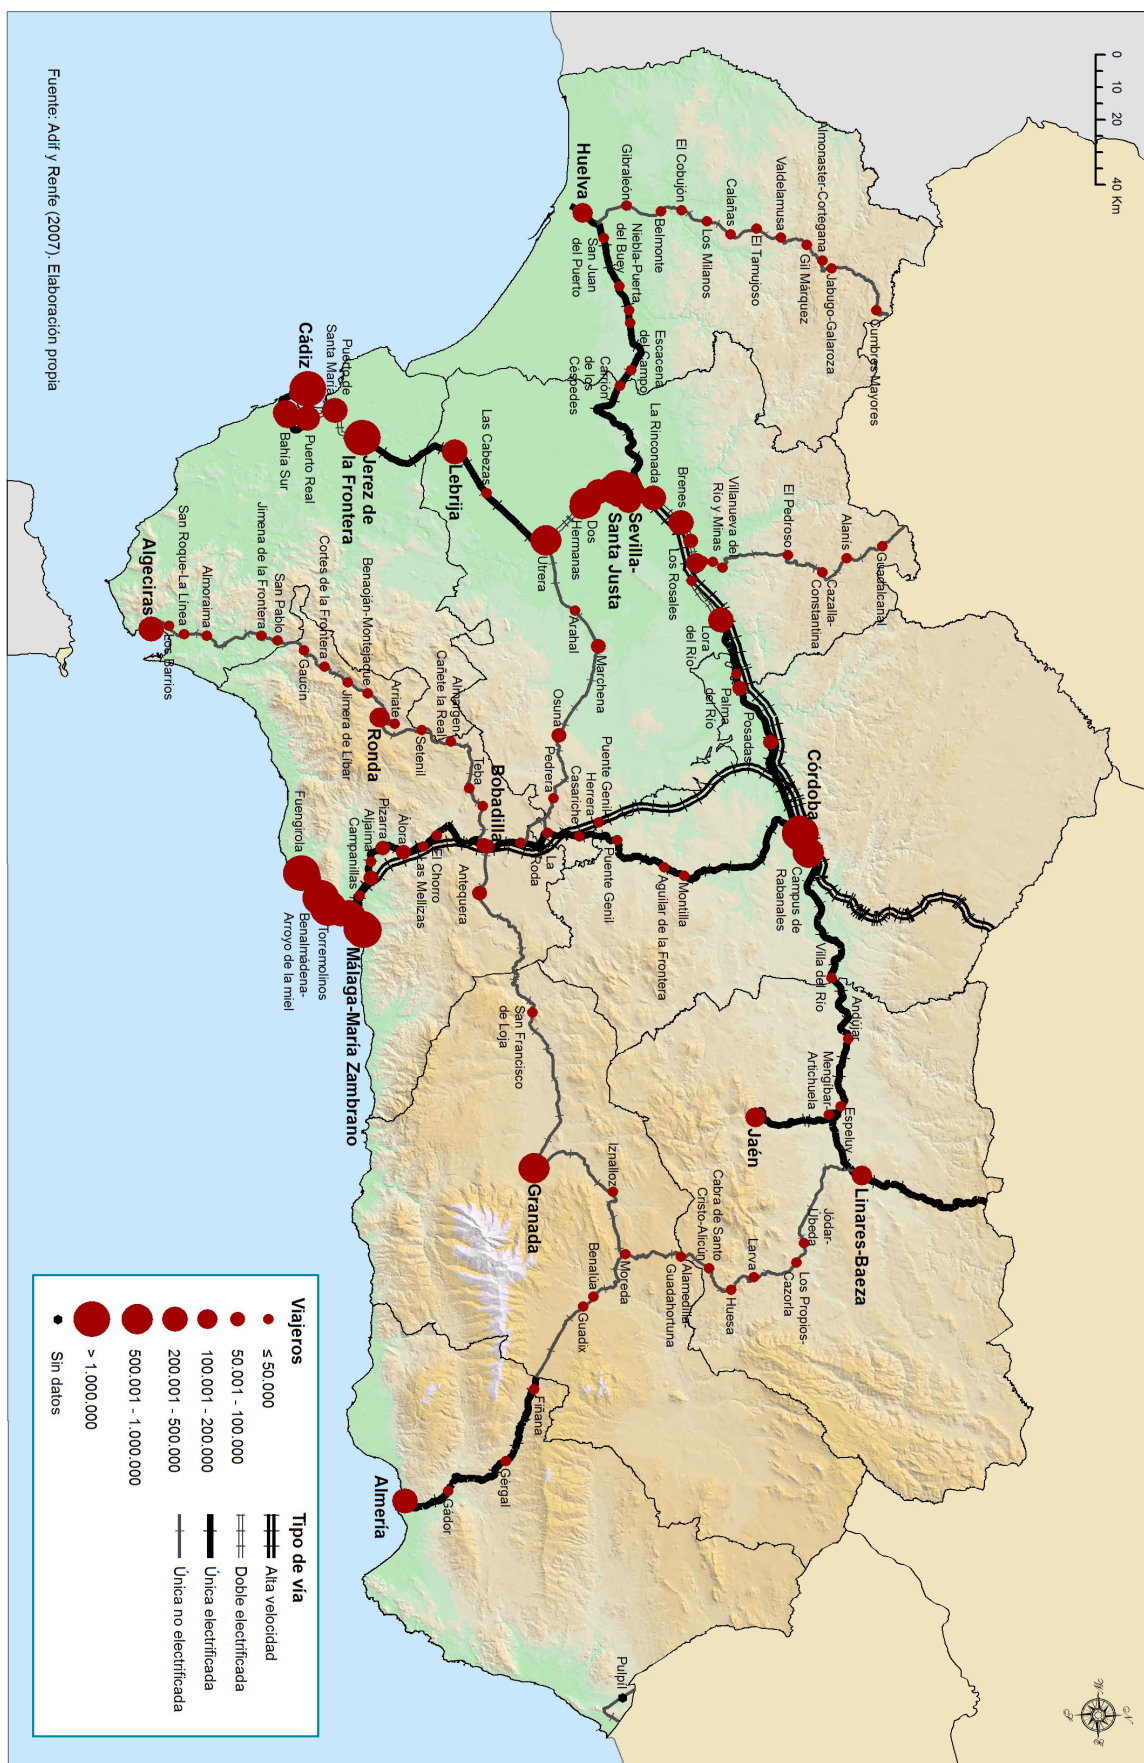 0 10 20 40 Km
N
E
S
W
Cumbres Mayores
Jabugo-Galaroza
Almonaster-Cortegana
Gil Márquez
Valdelamusa
El Tamujoso
Calañas
Los Milanos
El Cobujón
Belmonte
Gibraleón
Huelva
San Juan
del Puerto
Niebla-Puerta
del Buey
Escacena
del Campo
Carrión
de los
Céspedes
Guadalcanal
Alanís
Cazalla-
Constantina
El Pedroso
Villanueva del
Río y Minas
Brenes
La Rinconada
Los Rosales
Lora
del Río
Palma
del Río
Posadas
Sevilla-
Santa Justa
Dos
Hermanas
Utrera
Las Cabezas
Lebrija
Jerez de
la Frontera
Puerto de
Santa María
Cádiz
Puerto Real
Bahía Sur
Arahal
Marchena
Osuna
Pedrera
La
Roda
Casariche
Herrera
Puente Genil
Puente Genil
Aguilar de la Frontera
Montilla
Córdoba
Campus de
Rabanales
Villa del Río
Andújar
Mengíbar-
Artichuela
Espeluy
Jaén
Linares-Baeza
Jódar-
Úbeda
Los Propios-
Cazorla
Larva
Huesa
Cabra de Santo
Cristo-Alicún
Alamedilla-
Guadahortuna
Moreda
Iznalloz
Benalúa
Guadix
Granada
San Francisco
de Loja
Antequera
Bobadilla
Teba
Almargen-
Cañete la Real
Setenil
Arriate
Ronda
Benaoján-Montejaque
Jimera de Líbar
Cortes de la Frontera
Gaucín
San Pablo
Jimena de la Frontera
Almoraima
San Roque-La Línea
Los Barrios
Algeciras
El Chorro
Las Mellizas
Álora
Pizarra
Aljaima
Campanillas
Málaga-María Zambrano
Torremolinos
Benalmádena-
Arroyo de la miel
Fuengirola
Fiñana
Gérgal
Gádor
Almería
Pulpil
Viajeros
≤ 50.000
50.001 - 100.000
100.001 - 200.000
200.001 - 500.000
500.001 - 1.000.000
> 1.000.000
Sin datos
Tipo de vía
Alta velocidad
Doble electrificada
Única electrificada
Única no electrificada
Fuente: Adif y Renfe (2007). Elaboración propia